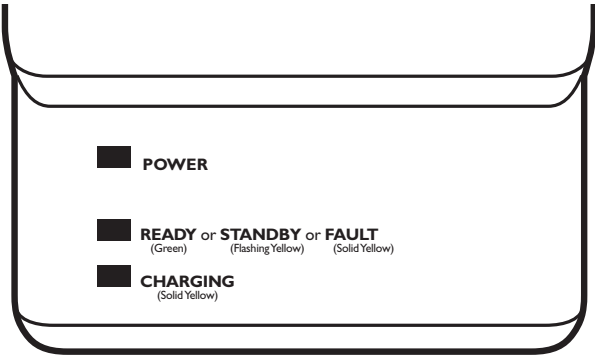 POWER
READY or STANDBY or FAULT
(Green) (Flashing Yellow) (Solid Yellow)
CHARGING
(Solid Yellow)